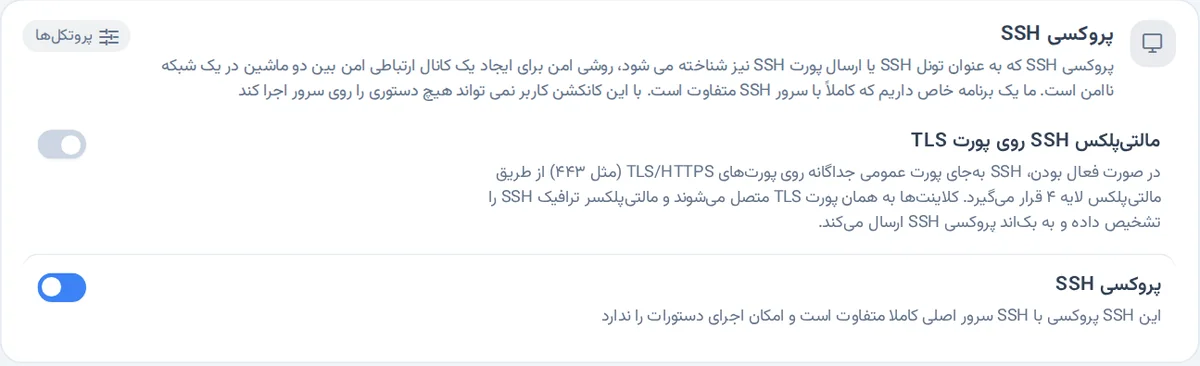 پروکسی SSH
پروتکل‌ها
پروکسی SSH که به عنوان تونل SSH یا ارسال پورت SSH نیز شناخته می شود، روشی امن برای ایجاد یک کانال ارتباطی امن بین دو ماشین در یک شبکه
ناامن است. ما یک برنامه خاص داریم که کاملاً با سرور SSH متفاوت است. با این کانکشن کاربر نمی تواند هیچ دستوری را روی سرور اجرا کند
مالتی‌پلکس SSH روی پورت TLS
در صورت فعال بودن، SSH به‌جای پورت عمومی جداگانه روی پورت‌های TLS/HTTPS (مثل ۴۴۳) از طریق
مالتی‌پلکس لایه ۴ قرار می‌گیرد. کلاینت‌ها به همان پورت TLS متصل می‌شوند و مالتی‌پلکسر ترافیک SSH را
تشخیص داده و به بک‌اند پروکسی SSH ارسال می‌کند.
پروکسی SSH
این SSH پروکسی با SSH سرور اصلی کاملا متفاوت است و امکان اجرای دستورات را ندارد